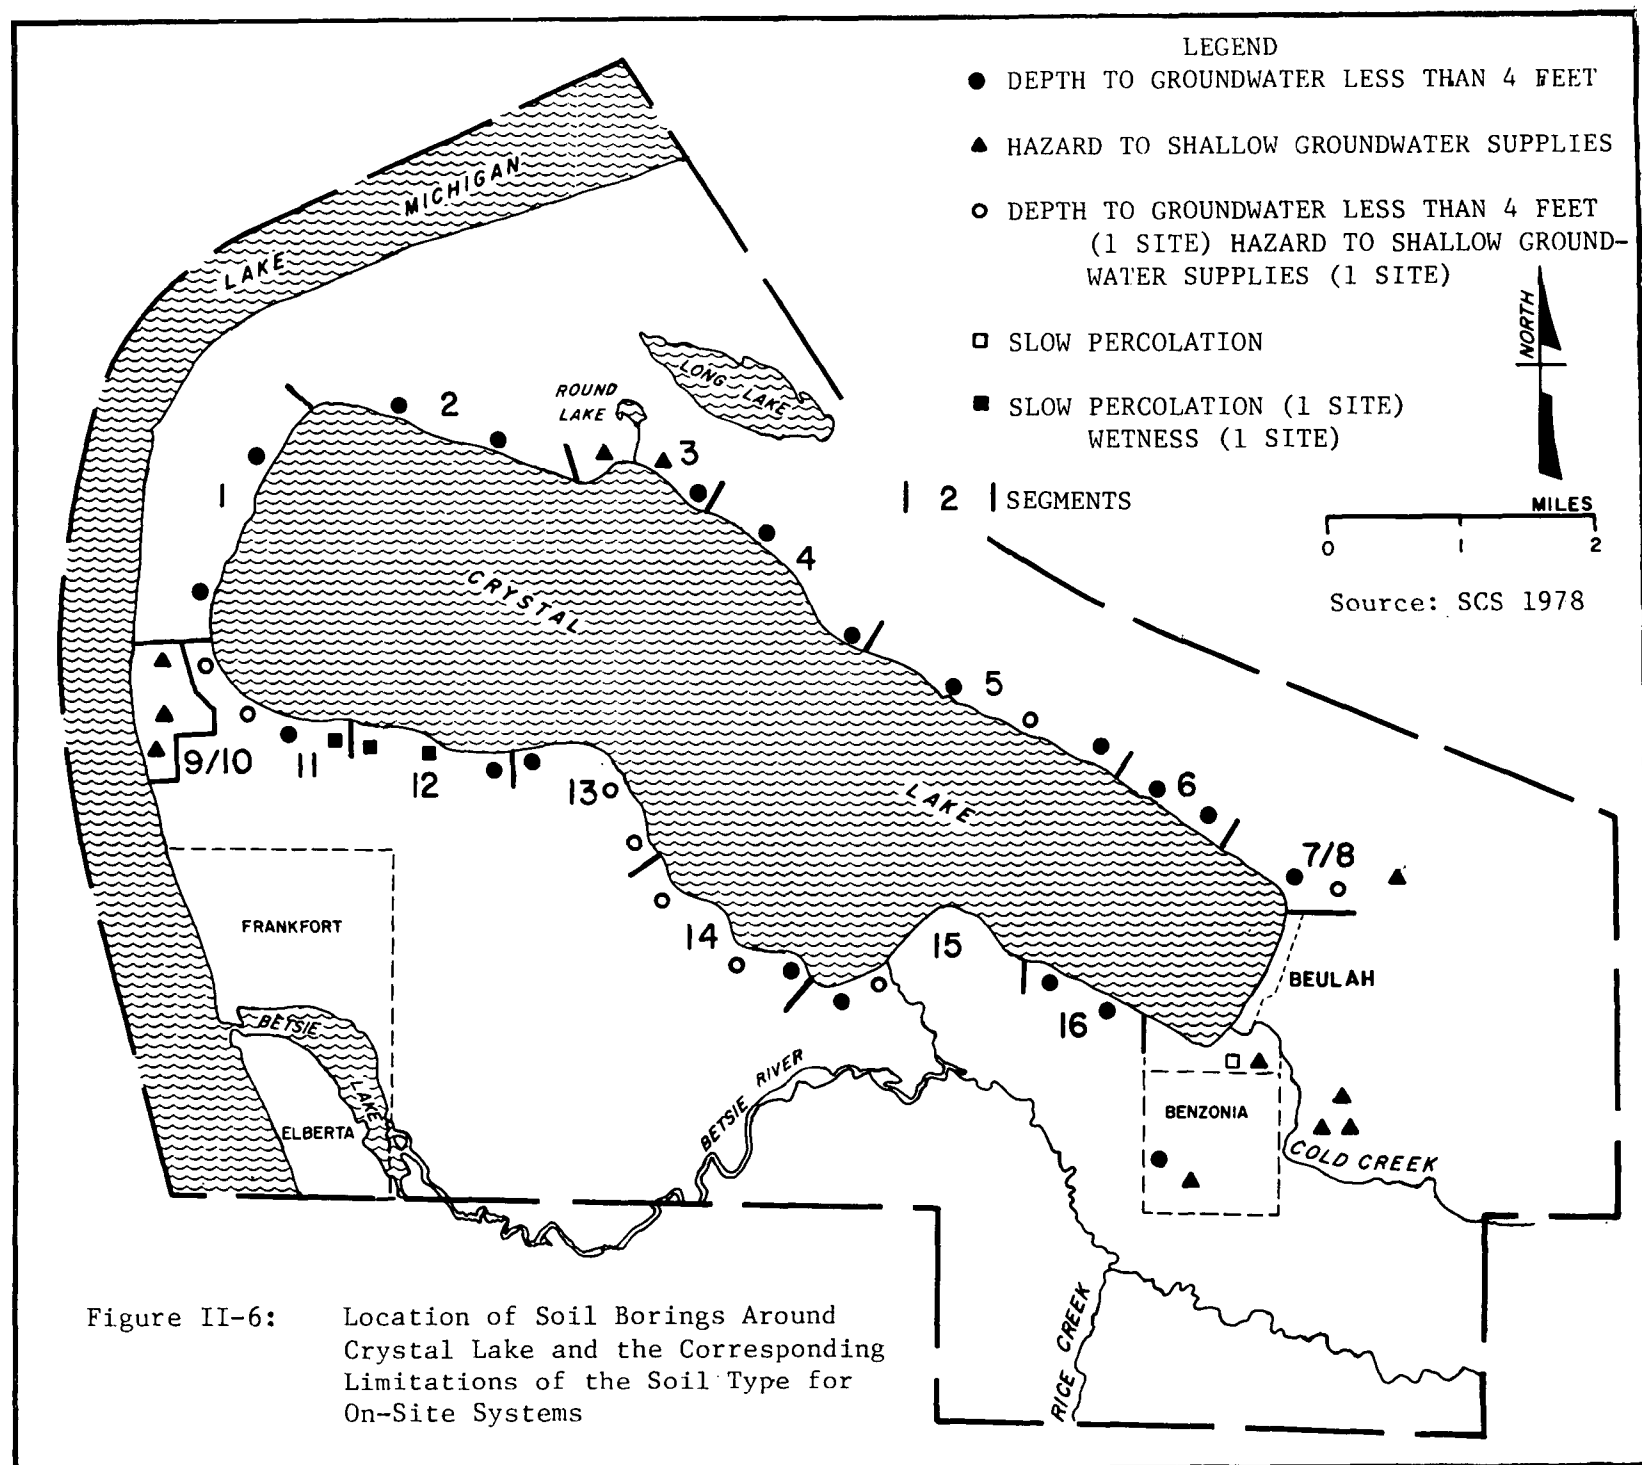 LEGEND
DEPTH TO GROUNDWATER LESS THAN 4 FEET
HAZARD TO SHALLOW GROUNDWATER SUPPLIES
DEPTH TO GROUNDWATER LESS THAN 4 FEET
(1 SITE) HAZARD TO SHALLOW GROUND-
WATER SUPPLIES (1 SITE)
SLOW PERCOLATION
SLOW PERCOLATION (1 SITE)
WETNESS (1 SITE)
2 SEGMENTS
NORTH
MILES
0 1 2
Source: SCS 1978
LAKE MICHIGAN
ROUND
LAKE
LONG LAKE
CRYSTAL LAKE
1
2
3
4
5
6
7/8
9/10
11
12
13
14
15
16
FRANKFORT
BETSIE LAKE
ELBERTA
BETSIE RIVER
BEULAH
BENZONIA
COLD CREEK
RICE CREEK
Figure II-6: Location of Soil Borings Around
Crystal Lake and the Corresponding
Limitations of the Soil Type for
On-Site Systems